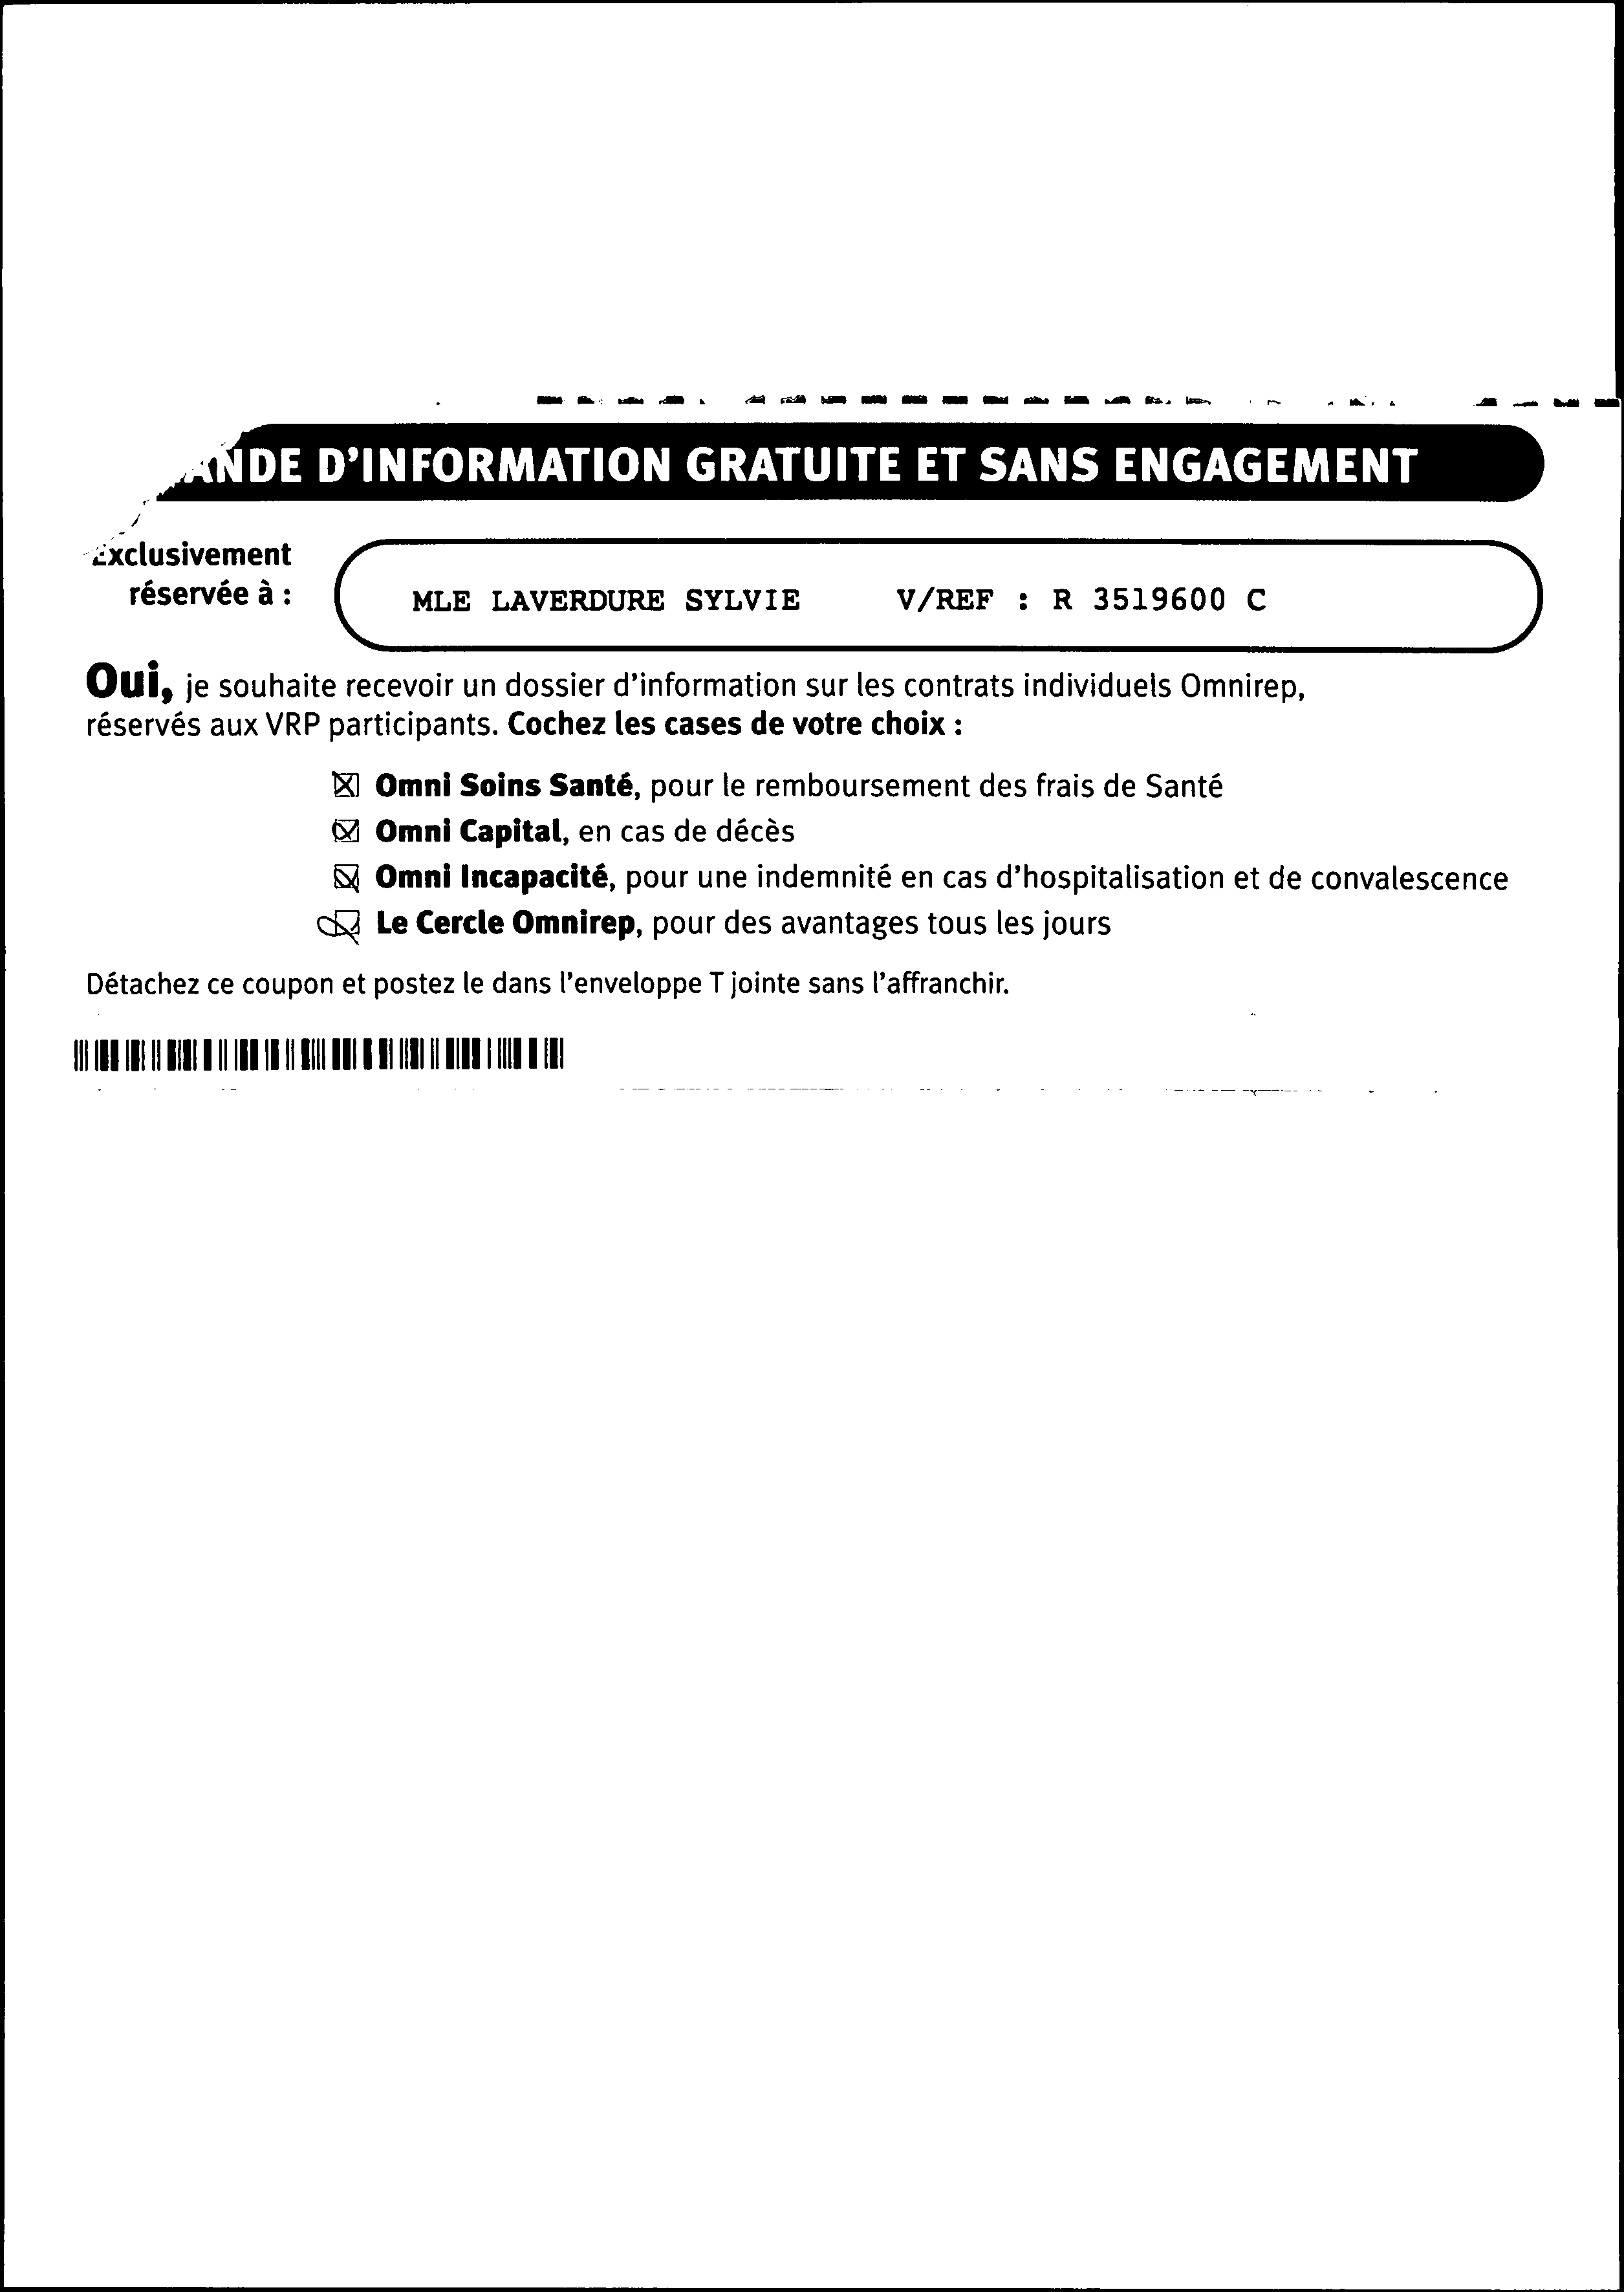 ANDE D'INFORMATION GRATUITE ET SANS ENGAGEMENT
Exclusivement
réservée à :
MLE LAVERDURE SYLVIE V/REF : R 3519600 C
Oui, je souhaite recevoir un dossier d'information sur les contrats individuels Omnirep,
réservés aux VRP participants. Cochez les cases de votre choix :
☒ Omni Soins Santé, pour le remboursement des frais de Santé
☒ Omni Capital, en cas de décès
☒ Omni Incapacité, pour une indemnité en cas d'hospitalisation et de convalescence
☒ Le Cercle Omnirep, pour des avantages tous les jours
Détachez ce coupon et postez le dans l'enveloppe T jointe sans l'affranchir.